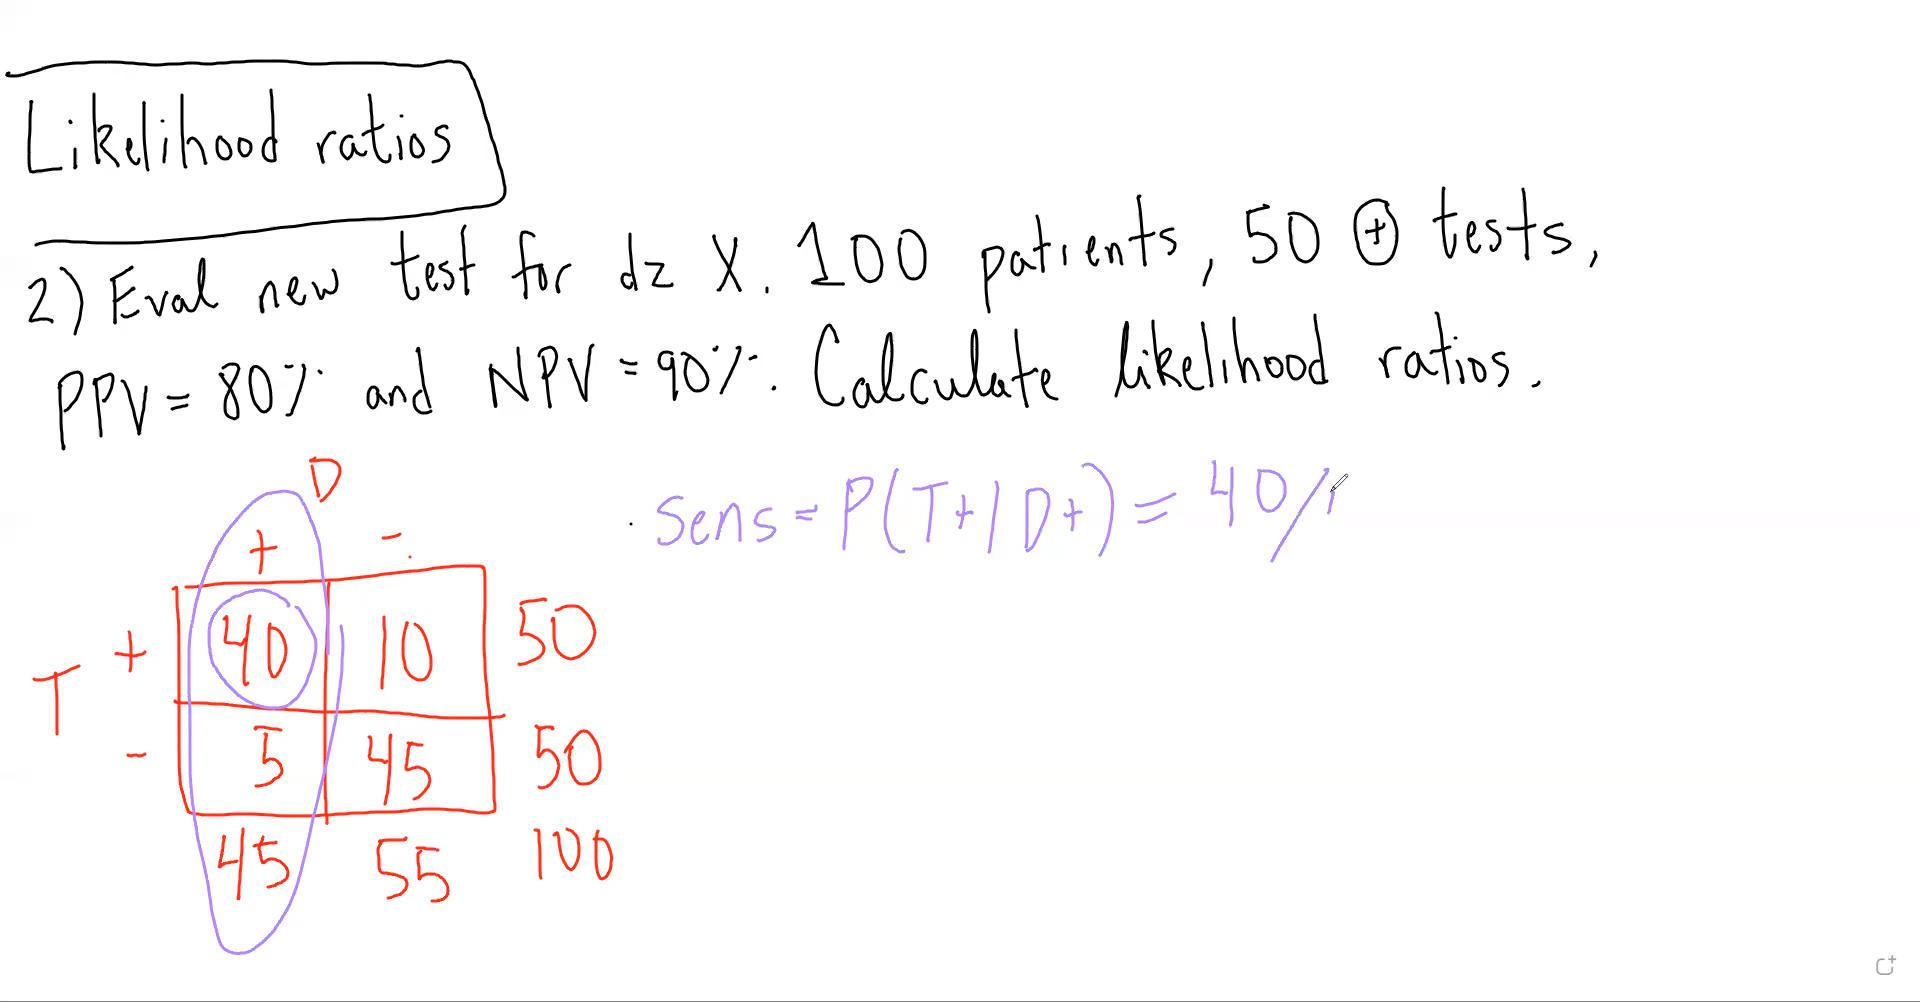 Likelihood ratios
2) Eval new test for dz X. 100 patients, 50 ⊕ tests,
PPV = 80% and NPV = 90%. Calculate likelihood ratios.
D
sens = P(T+|D+) = 40/
+ -
+ 40 10 50
T
- 5 45 50
45 55 100